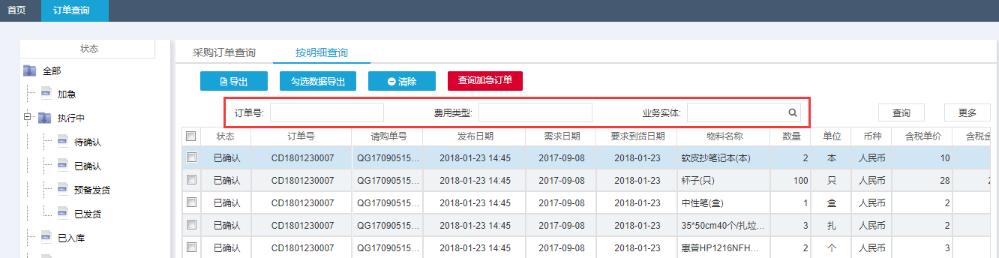 首页 订单查询
状态
全部
加急
执行中
待确认
已确认
预备发货
已发货
已入库
采购订单查询 按明细查询
导出 勾选数据导出 清除 查询加急订单
订单号: 费用类型: 业务实体: 查询 更多
状态 订单号 请购单号 发布日期 需求日期 要求到货日期 物料名称 数量 单位 币种 含税单价 含税金
已确认 CD1801230007 QG17090515... 2018-01-23 14:45 2017-09-08 2018-01-23 软皮抄笔记本(本) 2 本 人民币 10
已确认 CD1801230007 QG17090515... 2018-01-23 14:45 2017-09-08 2018-01-23 杯子(只) 100 只 人民币 28 2
已确认 CD1801230007 QG17090515... 2018-01-23 14:45 2017-09-08 2018-01-23 中性笔(盒) 1 盒 人民币 2
已确认 CD1801230007 QG17090515... 2018-01-23 14:45 2017-09-08 2018-01-23 35*50cm40个/扎垃... 3 扎 人民币 2
已确认 CD1801230007 QG17090515... 2018-01-23 14:45 2017-09-08 2018-01-23 惠普HP1216NFH... 2 个 人民币 3